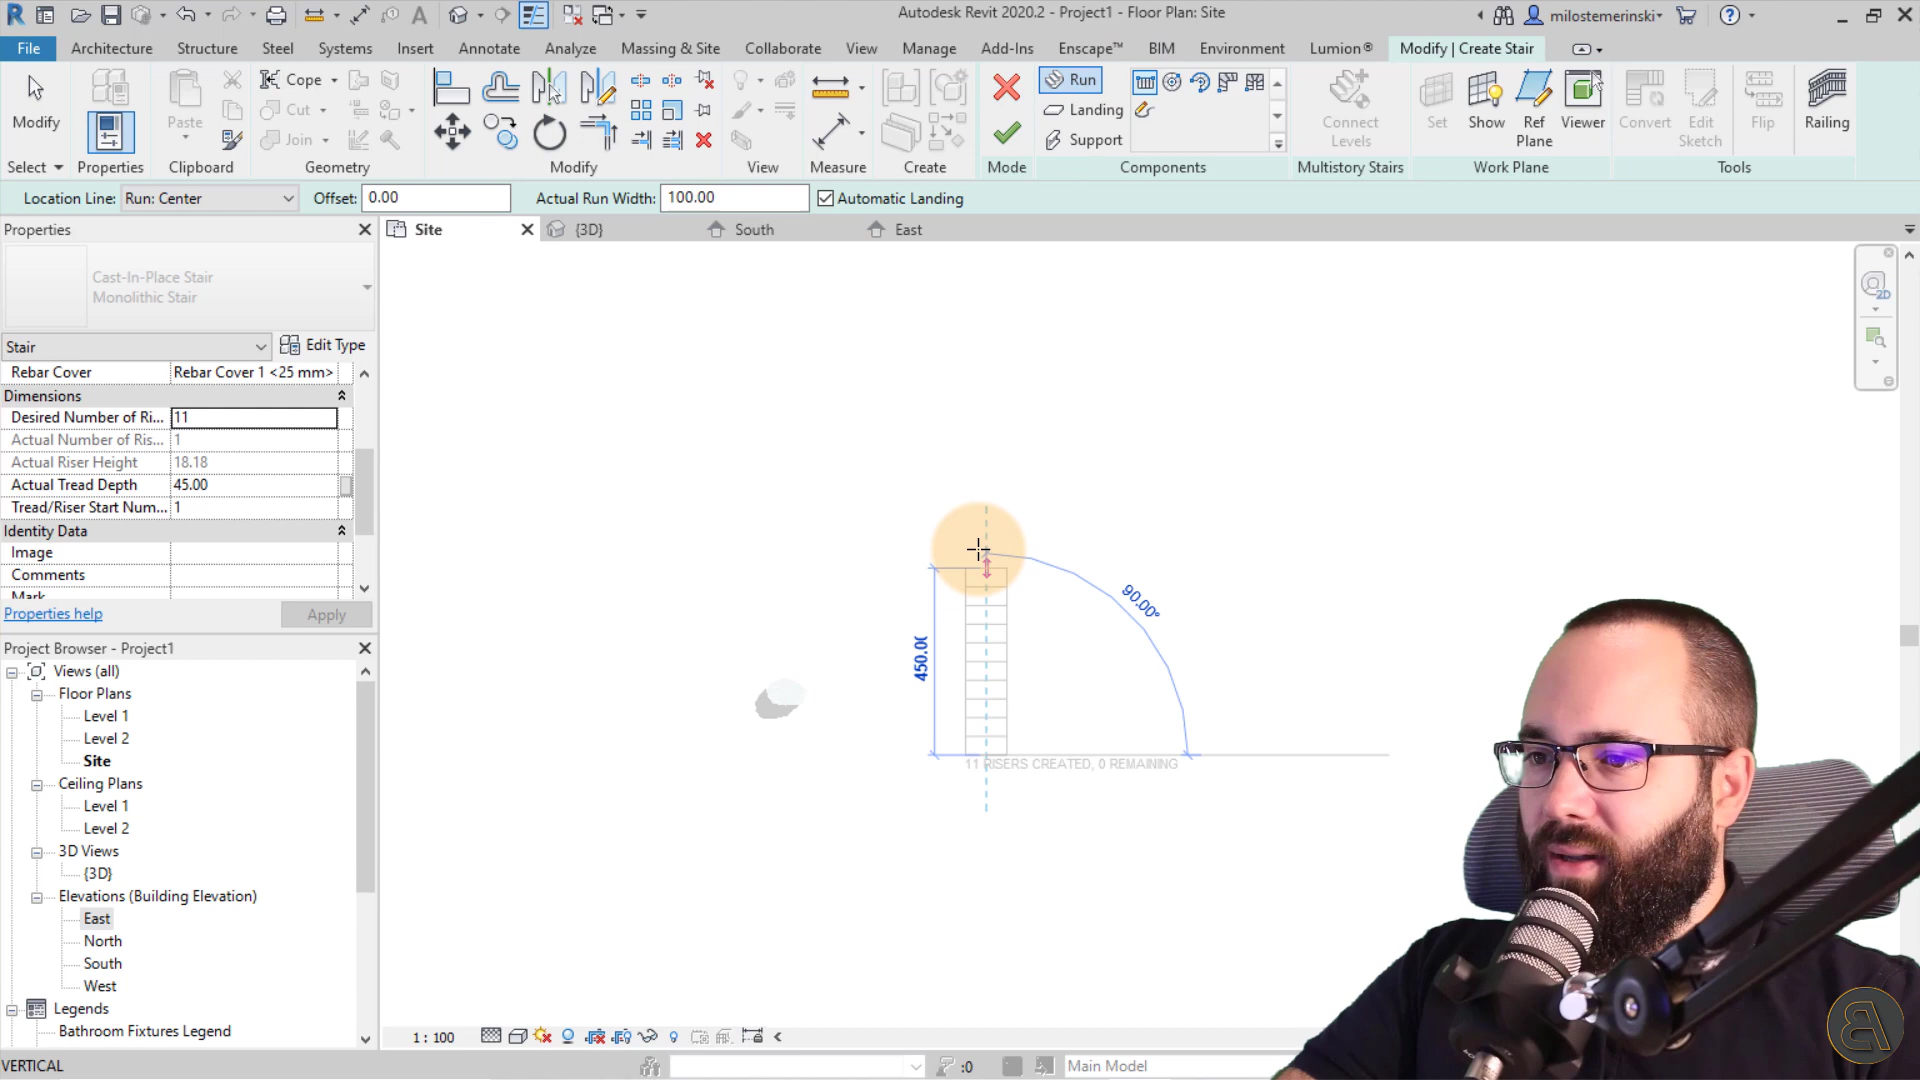 Autodesk Revit 2020.2 - Project1 - Floor Plan: Site
milostemerinski
File Architecture Structure Steel Systems Insert Annotate Analyze Massing & Site Collaborate View Manage Add-Ins Enscape™ BIM Environment Lumion® Modify | Create Stair
Modify
Paste
Cope
Cut
Join
Run
Landing
Support
Connect
Levels
Set
Show
Ref
Plane
Viewer
Convert
Edit
Sketch
Flip
Railing
Select Properties Clipboard Geometry Modify View Measure Create Mode Components Multistory Stairs Work Plane Tools
Location Line: Run: Center Offset: 0.00 Actual Run Width: 100.00 Automatic Landing
Properties
Site {3D} South East
Cast-In-Place Stair
Monolithic Stair
Stair Edit Type
Rebar Cover Rebar Cover 1 <25 mm>
Dimensions
Desired Number of Ri... 11
Actual Number of Ris... 1
Actual Riser Height 18.18
Actual Tread Depth 45.00
Tread/Riser Start Num... 1
Identity Data
Image
Comments
Mark
Properties help Apply
Project Browser - Project1
Views (all)
Floor Plans
Level 1
Level 2
Site
Ceiling Plans
Level 1
Level 2
3D Views
{3D}
Elevations (Building Elevation)
East
North
South
West
Legends
Bathroom Fixtures Legend
90.00°
450.0
11 RISERS CREATED, 0 REMAINING
2D
1 : 100
VERTICAL
:0
Main Model